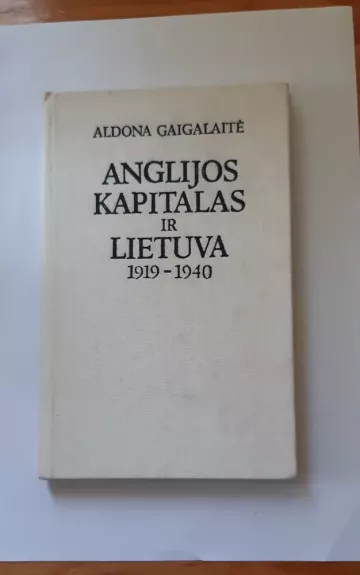 ALDONA GAIGALAITĖ
ANGLIJOS
KAPITALAS
IR
LIETUVA
1919-1940